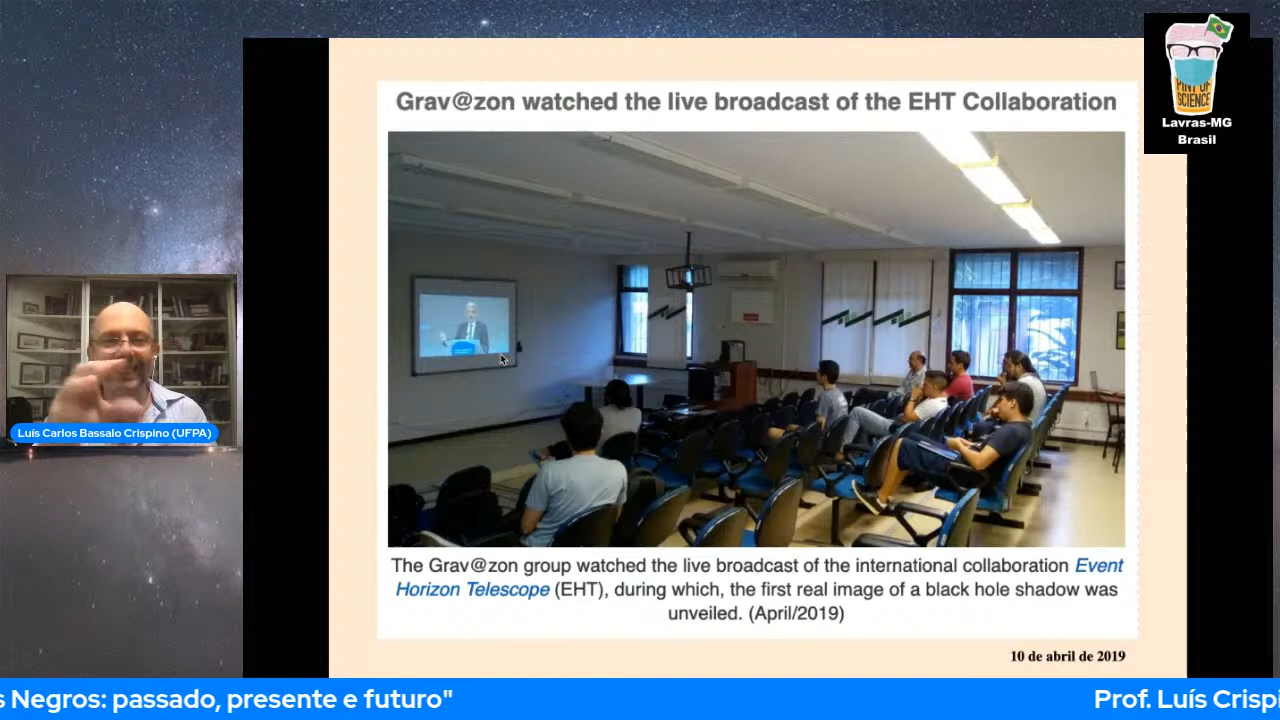 Grav@zon watched the live broadcast of the EHT Collaboration
PINT OF
SCIENCE
Lavras-MG
Brasil
Luís Carlos Bassalo Crispino (UFPA)
The Grav@zon group watched the live broadcast of the international collaboration Event
Horizon Telescope (EHT), during which, the first real image of a black hole shadow was
unveiled. (April/2019)
10 de abril de 2019
s Negros: passado, presente e futuro"
Prof. Luís Crispi